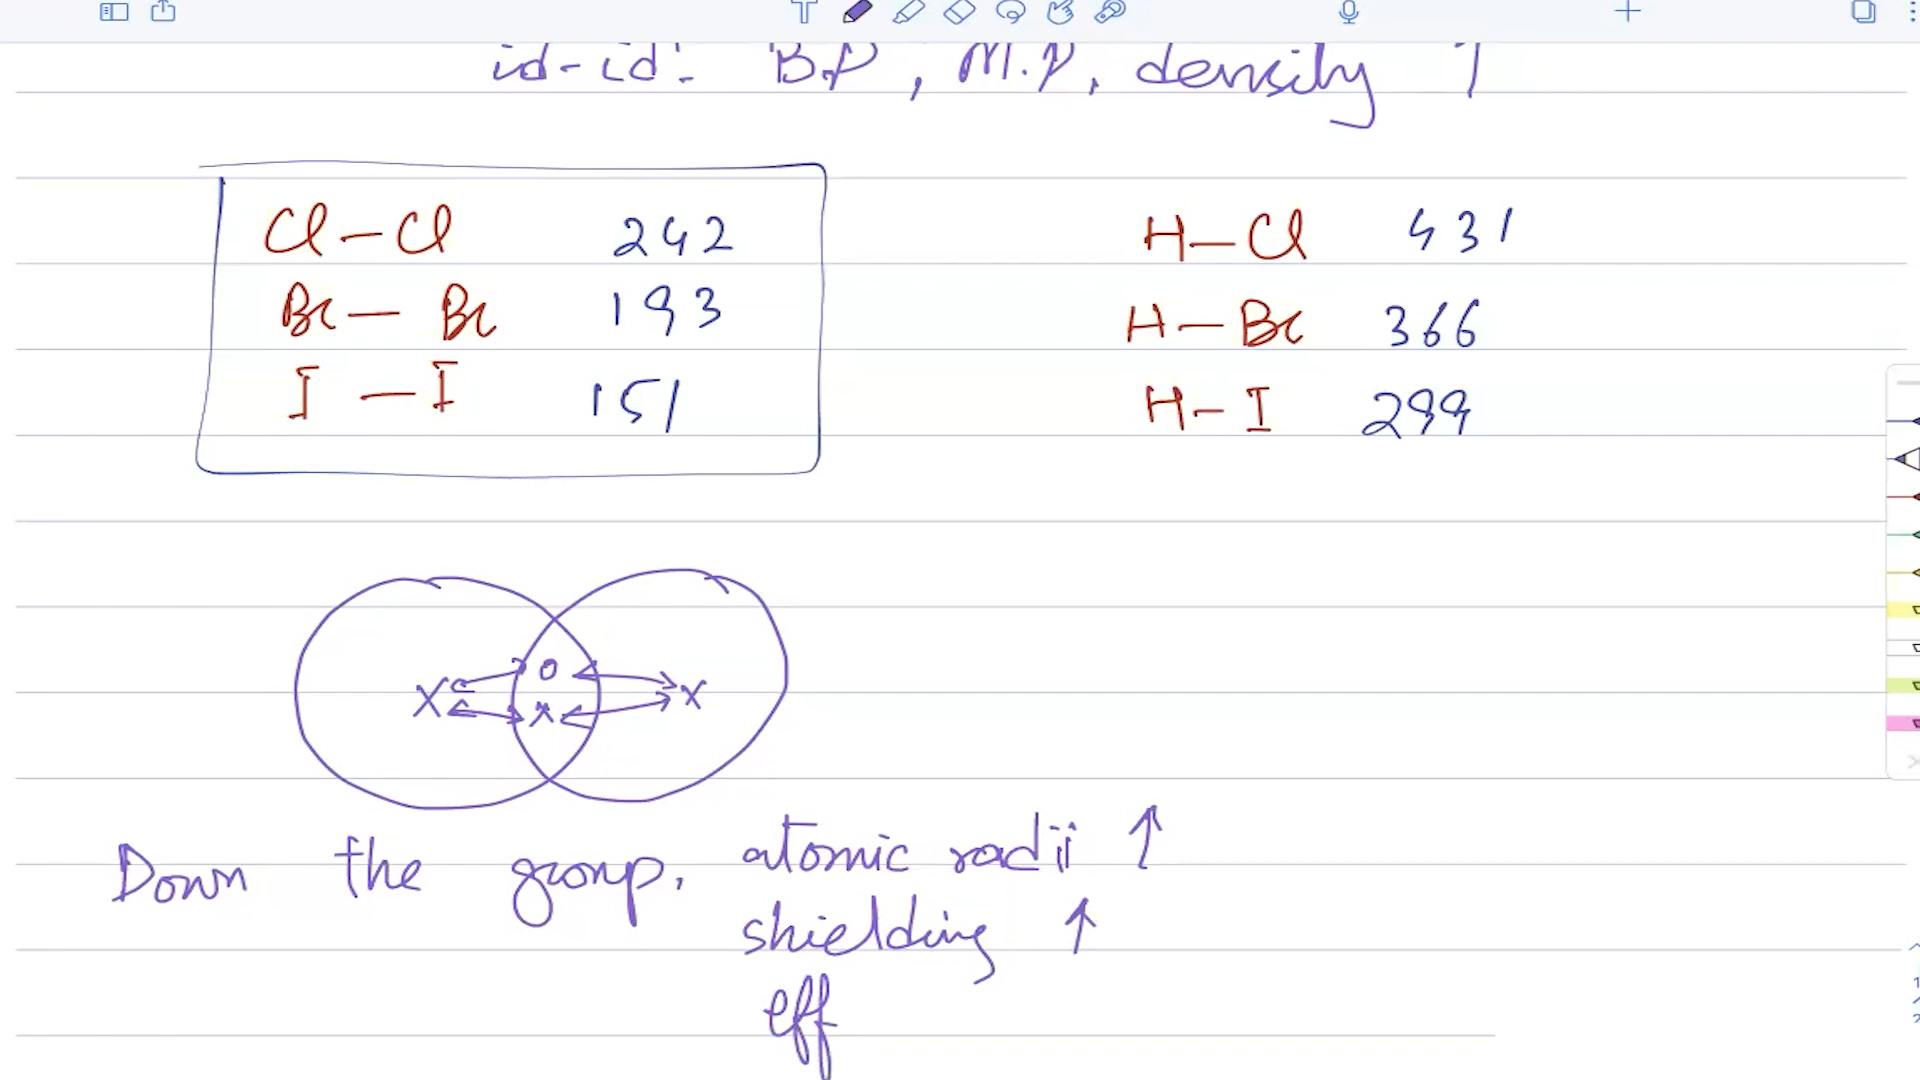 id-id: B.P, M.P, density ↑
Cl-Cl 242
Br-Br 193
I-I 151
H-Cl 431
H-Br 366
H-I 299
X o x X
Down the group, atomic radii ↑
shielding ↑
eff